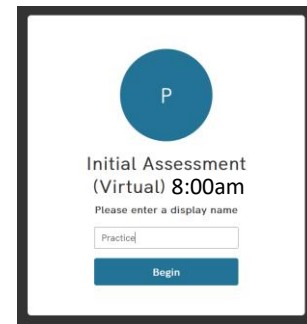 P
Initial Assessment
(Virtual) 8:00am
Please enter a display name
Practice
Begin